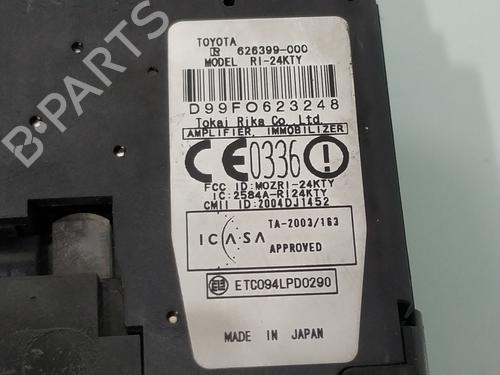 TOYOTA
626399-000
MODEL RI-24KTY
D99F0623248
Tokai Rika Co., Ltd.
AMPLIFIER, IMMOBILIZER
CE0336
FCC ID:MOZRI-24KTY
IC:2584A-RI24KTY
CMII ID:2004DJ1452
ICASA
TA-2003/163
APPROVED
ETC094LPD0290
MADE IN JAPAN
B-PARTS